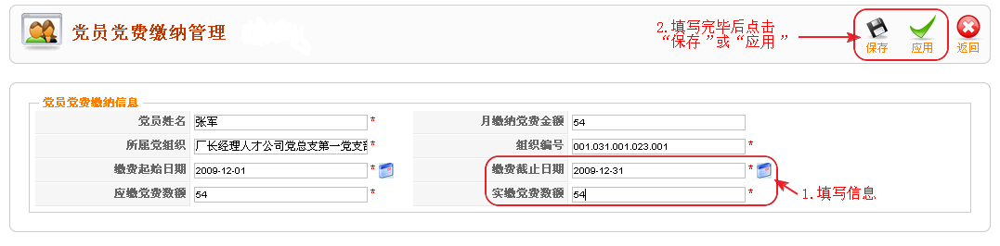 党员党费缴纳管理
2.填写完毕后点击
“保存 ”或“应用 ”
保存 应用 返回
党员党费缴纳信息
党员姓名 张军 * 月缴纳党费金额 54
所属党组织 厂长经理人才公司党总支第一党支部 * 组织编号 001.031.001.023.001 *
缴费起始日期 2009-12-01 * 缴费截止日期 2009-12-31 *
应缴党费数额 54 * 实缴党费数额 54 *
1.填写信息